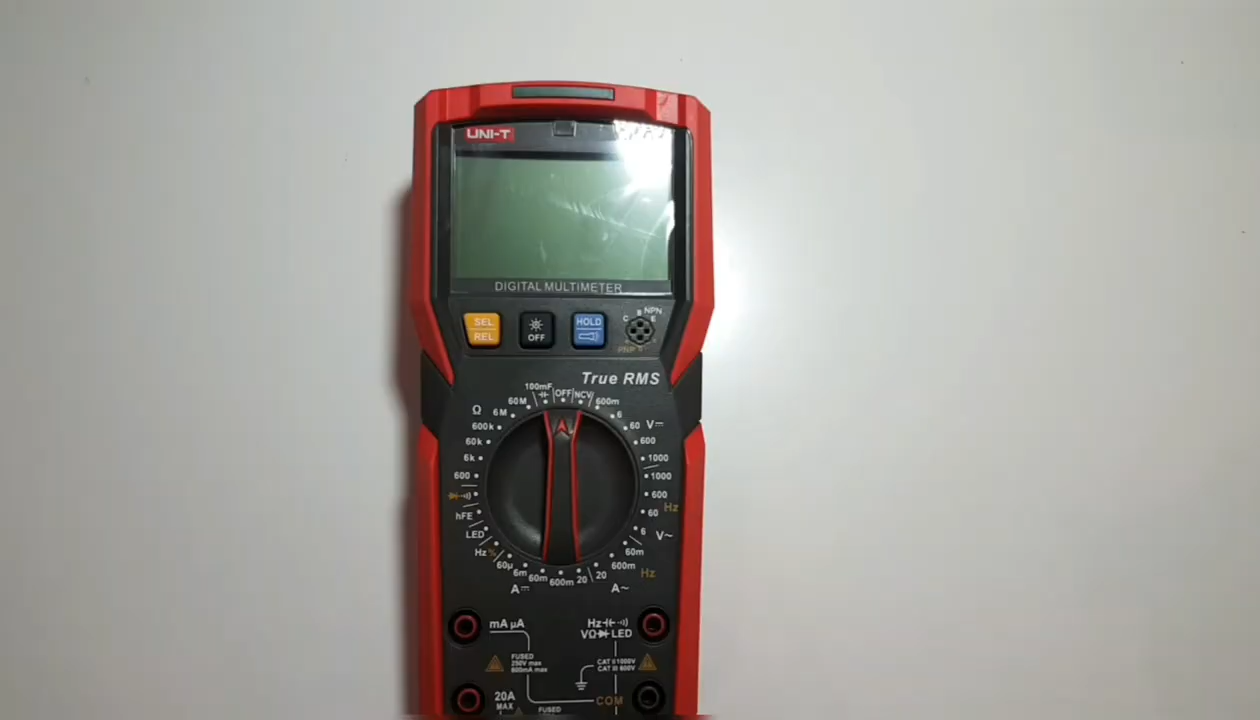 UNI-T
DIGITAL MULTIMETER
SEL
REL
OFF
HOLD
NPN
C B E
PNP
True RMS
100mF OFF NCV 600m
60M 6
Ω 6M 60 V
600k 600
60k 1000
6k 1000
600 600
60 Hz
hFE 6 V~
LED 60m
Hz % 600m Hz
60µ 6m 60m 600m 20 20
A A~
mA µA
Hz
VΩ LED
FUSED
250V max
600mA max
CAT II 1000V
CAT III 600V
20A
MAX
COM
FUSED